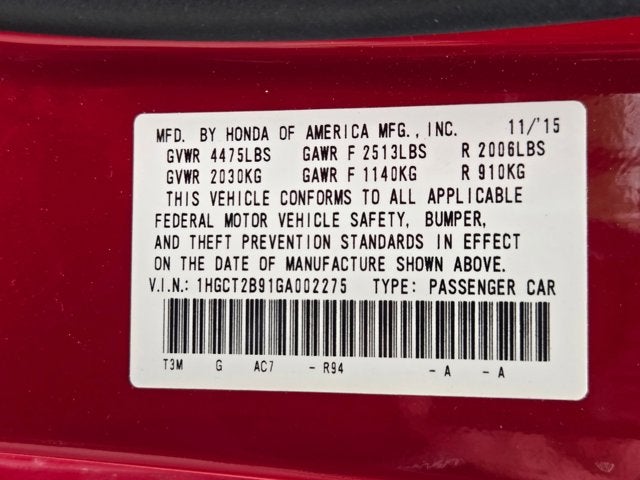 MFD. BY HONDA OF AMERICA MFG., INC. 11/'15
GVWR 4475LBS GAWR F 2513LBS R 2006LBS
GVWR 2030KG GAWR F 1140KG R 910KG
THIS VEHICLE CONFORMS TO ALL APPLICABLE
FEDERAL MOTOR VEHICLE SAFETY, BUMPER,
AND THEFT PREVENTION STANDARDS IN EFFECT
ON THE DATE OF MANUFACTURE SHOWN ABOVE.
V.I.N.: 1HGCT2B91GA002275 TYPE: PASSENGER CAR
T3M G AC7 - R94 - A - A